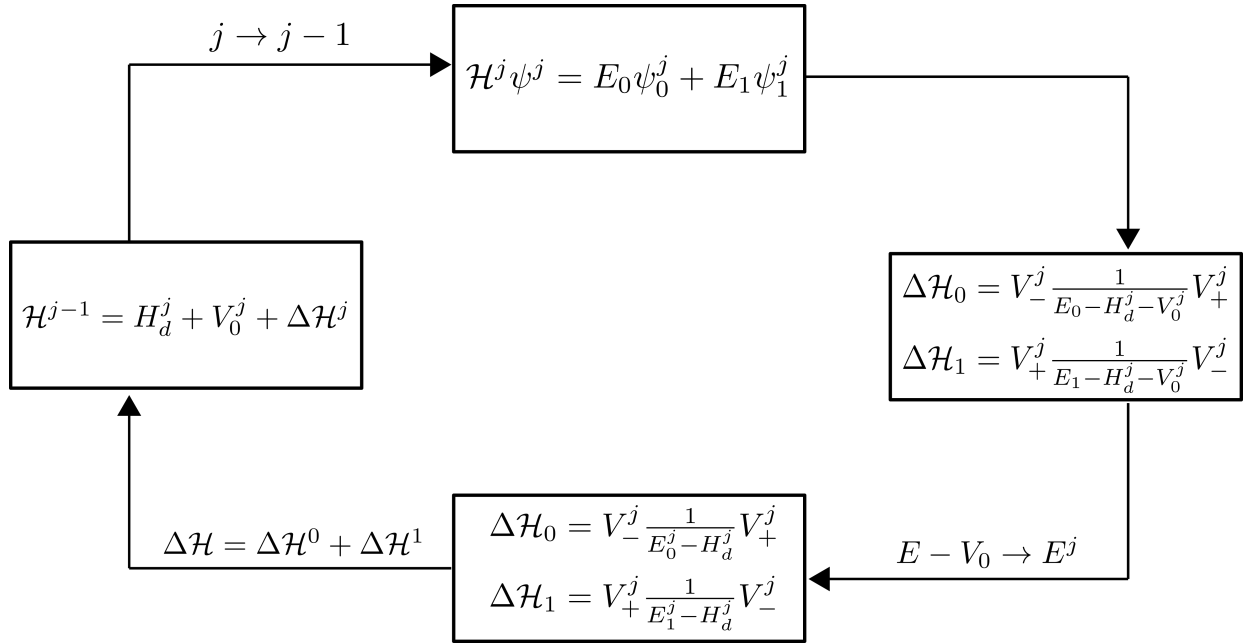 j → j − 1
ℋ^j ψ^j = E_0 ψ_0^j + E_1 ψ_1^j
Δℋ_0 = V_−^j \frac{1}{E_0 − H_d^j − V_0^j} V_+^j
Δℋ_1 = V_+^j \frac{1}{E_1 − H_d^j − V_0^j} V_−^j
E − V_0 → E^j
Δℋ_0 = V_−^j \frac{1}{E_0^j − H_d^j} V_+^j
Δℋ_1 = V_+^j \frac{1}{E_1^j − H_d^j} V_−^j
Δℋ = Δℋ^0 + Δℋ^1
ℋ^{j−1} = H_d^j + V_0^j + Δℋ^j